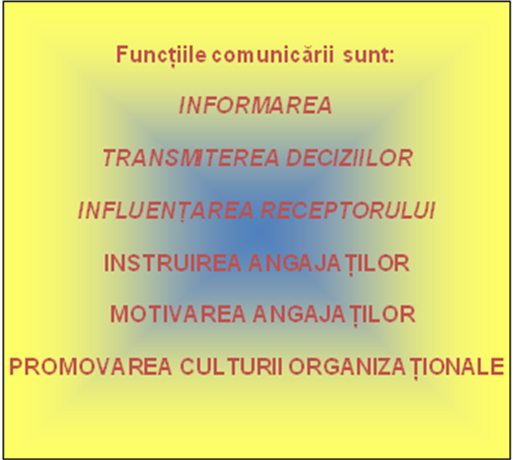 Funcțiile comunicării sunt:
INFORMAREA
TRANSMITEREA DECIZIILOR
INFLUENȚAREA RECEPTORULUI
INSTRUIREA ANGAJAȚILOR
MOTIVAREA ANGAJAȚILOR
PROMOVAREA CULTURII ORGANIZAȚIONALE